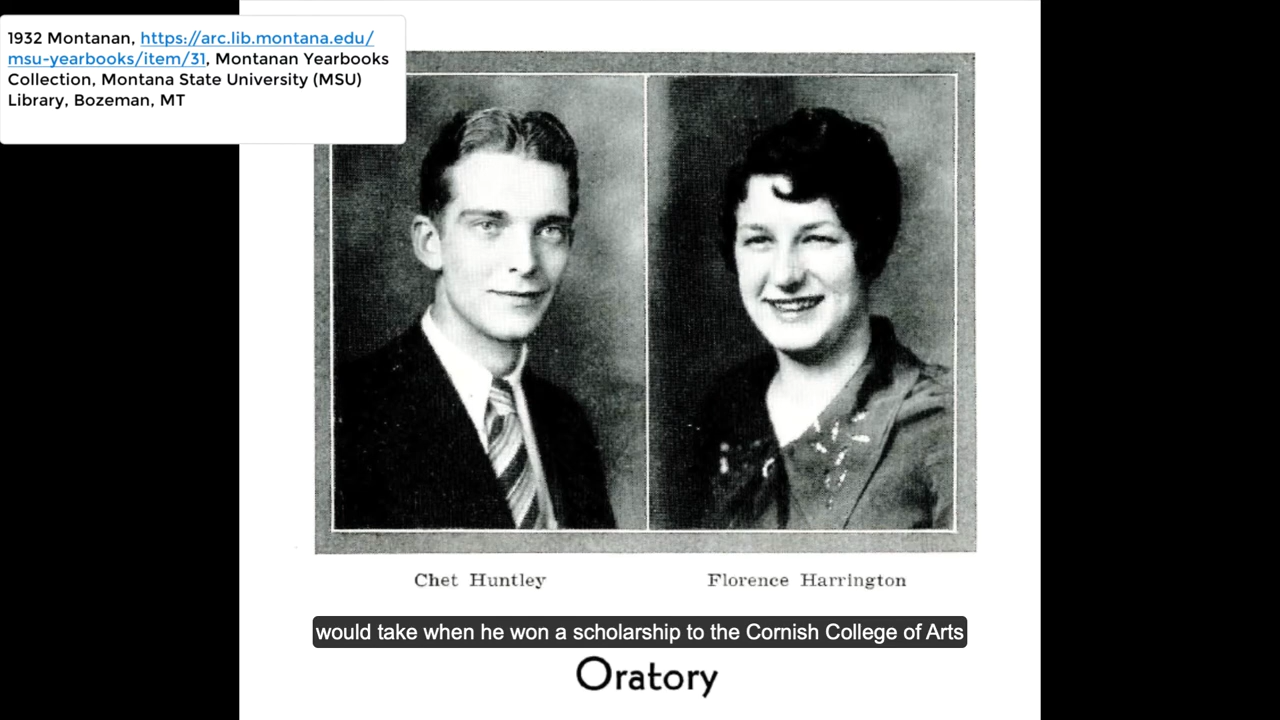 1932 Montanan, https://arc.lib.montana.edu/
msu-yearbooks/item/31, Montanan Yearbooks
Collection, Montana State University (MSU)
Library, Bozeman, MT
Chet Huntley
Florence Harrington
would take when he won a scholarship to the Cornish College of Arts
Oratory